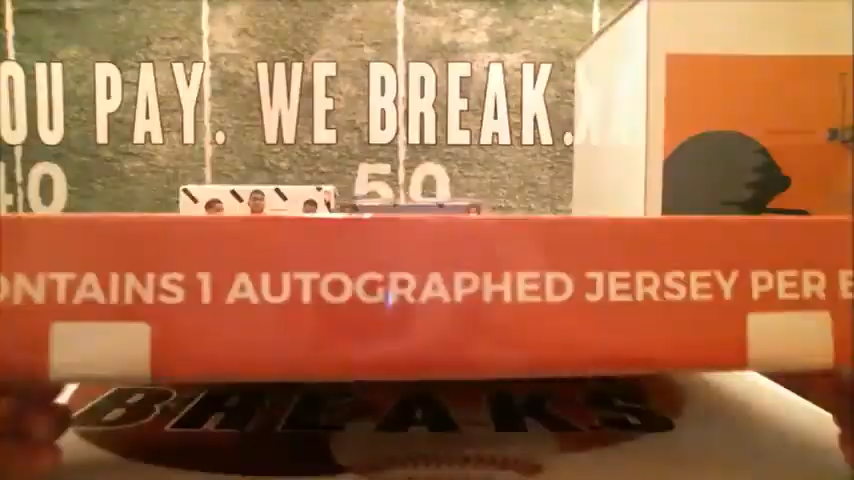 OU PAY. WE BREAK.
40 50
ONTAINS 1 AUTOGRAPHED JERSEY PER B
BREAKS